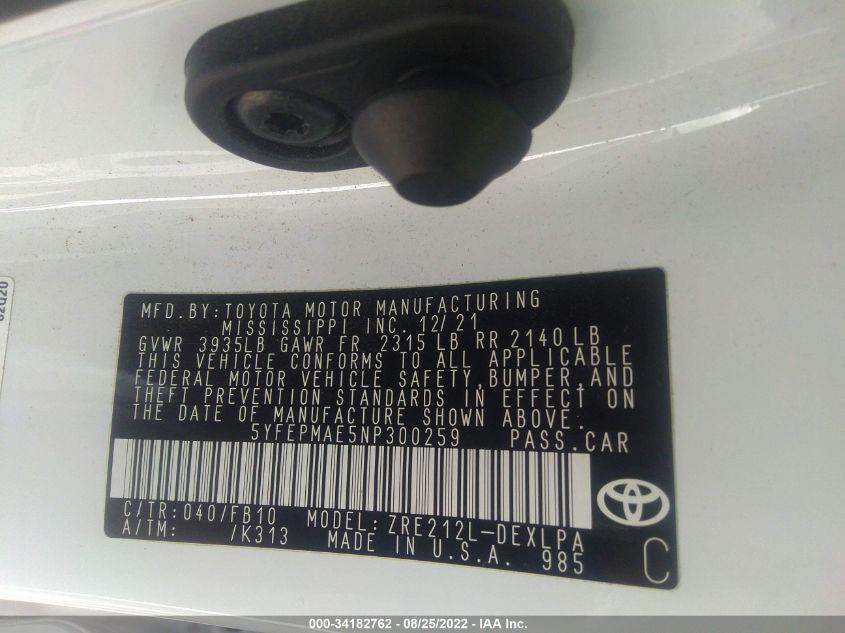 MFD.BY:TOYOTA MOTOR MANUFACTURING
MISSISSIPPI INC. 12/21
GVWR 3935LB GAWR FR 2315 LB RR 2140 LB
THIS VEHICLE CONFORMS TO ALL APPLICABLE
FEDERAL MOTOR VEHICLE SAFETY, BUMPER, AND
THEFT PREVENTION STANDARDS IN EFFECT ON
THE DATE OF MANUFACTURE SHOWN ABOVE.
5YFEPMAE5NP300259 PASS.CAR
C/TR:040/FB10 MODEL:ZRE212L-DEXLPA
A/TM: /K313 MADE IN U.S.A. 985
C
000-34182762 - 08/25/2022 - IAA Inc.